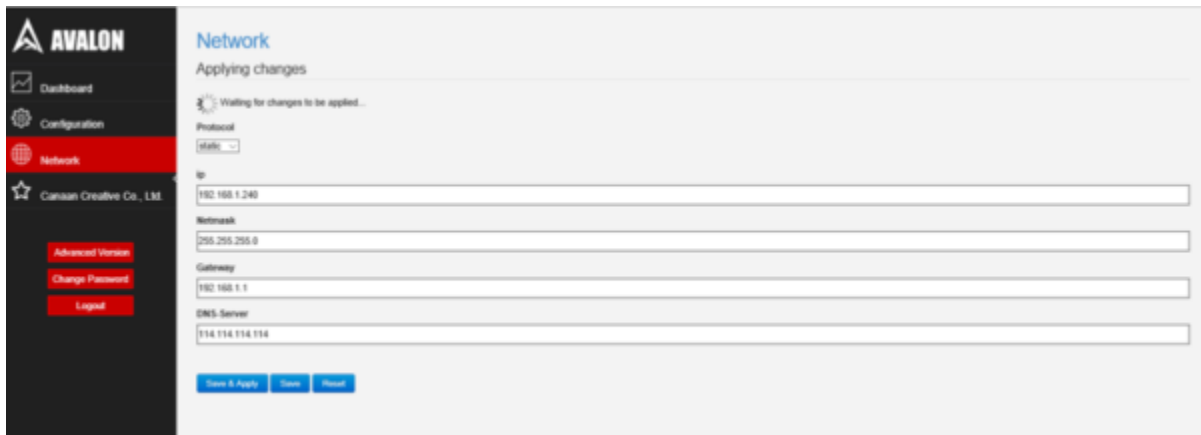 AVALON
Dashboard
Configuration
Network
Canaan Creative Co., Ltd.
Advanced Version
Change Password
Logout
Network
Applying changes
Waiting for changes to be applied...
Protocol
static
ip
192.168.1.240
Netmask
255.255.255.0
Gateway
192.168.1.1
DNS-Server
114.114.114.114
Save & Apply
Save
Reset